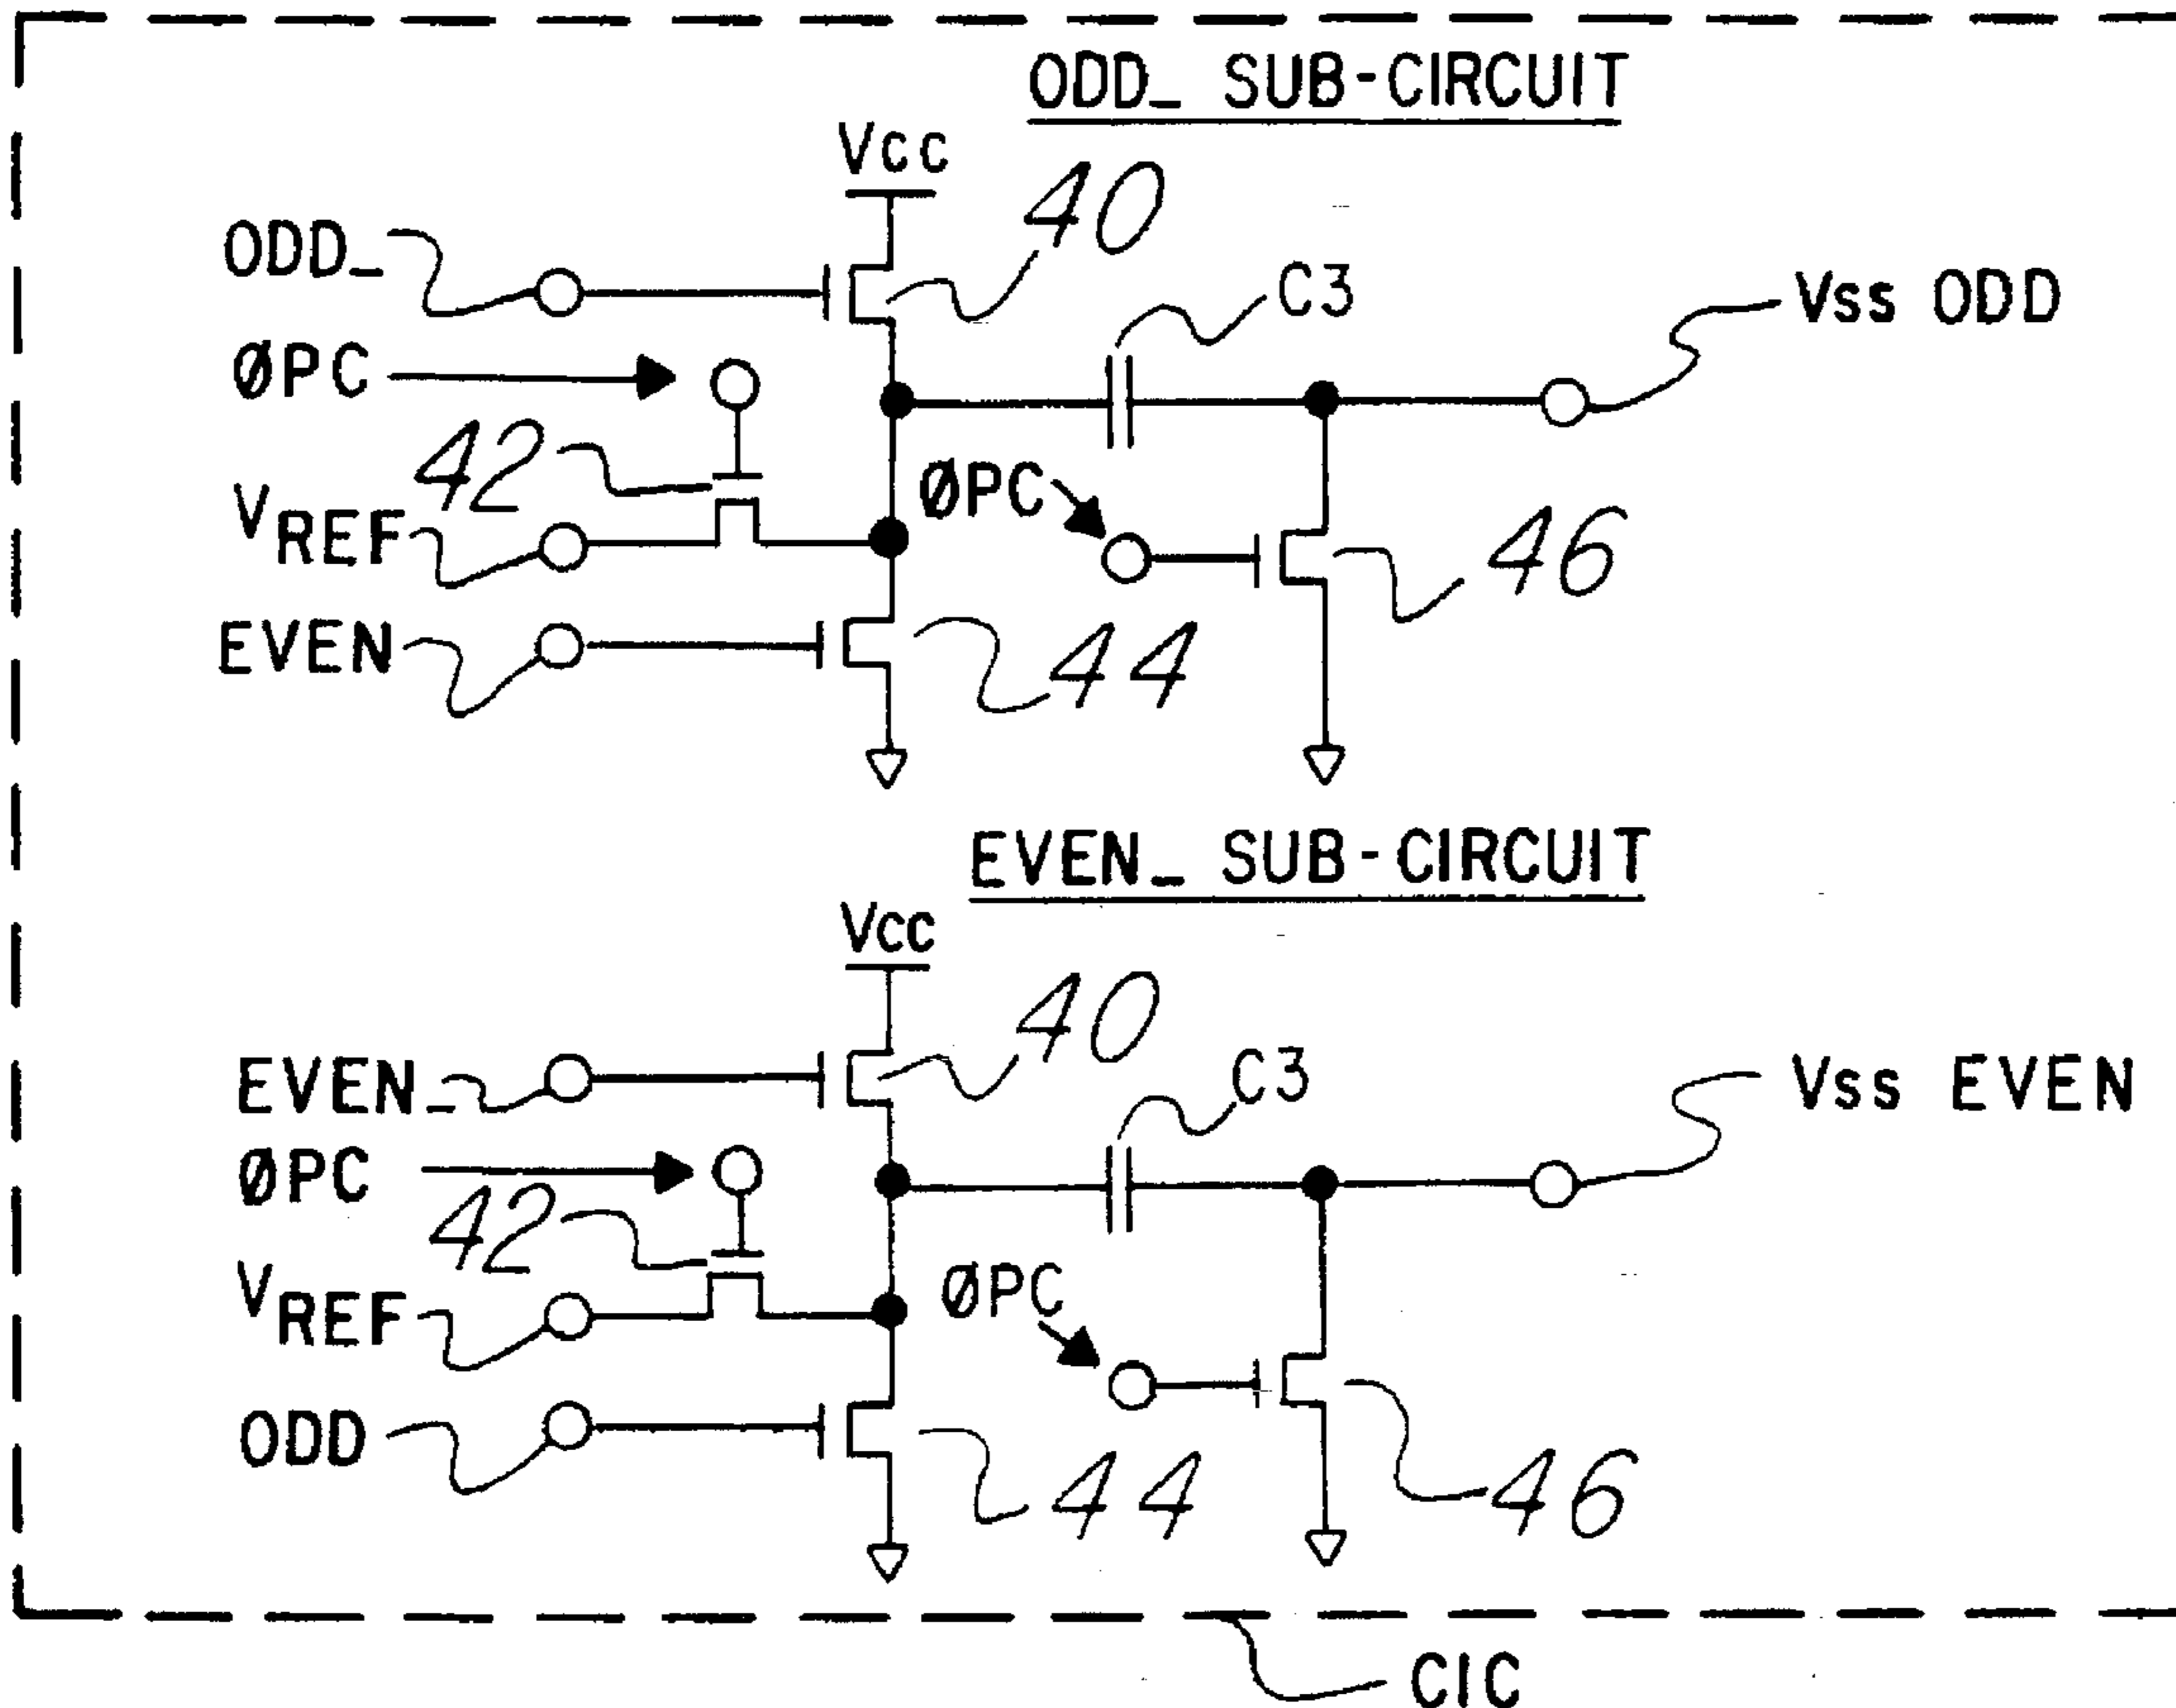 ODD_ SUB-CIRCUIT
Vcc
40
ODD_
C3
Vss ODD
ØPC
42
ØPC
VREF
46
EVEN
44
EVEN_ SUB-CIRCUIT
Vcc
40
C3
EVEN_
Vss EVEN
ØPC
42
ØPC
VREF
ODD
44
46
CIC